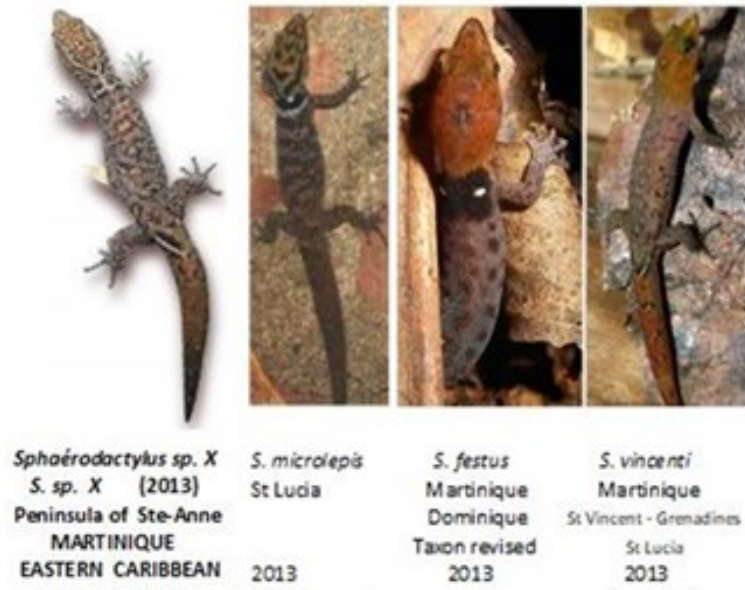 Sphaérodactylus sp. X
S. sp. X (2013)
Peninsula of Ste-Anne
MARTINIQUE
EASTERN CARIBBEAN
S. microlepis
St Lucia
2013
S. festus
Martinique
Dominique
Taxon revised
2013
S. vincenti
Martinique
St Vincent - Grenadines
St Lucia
2013